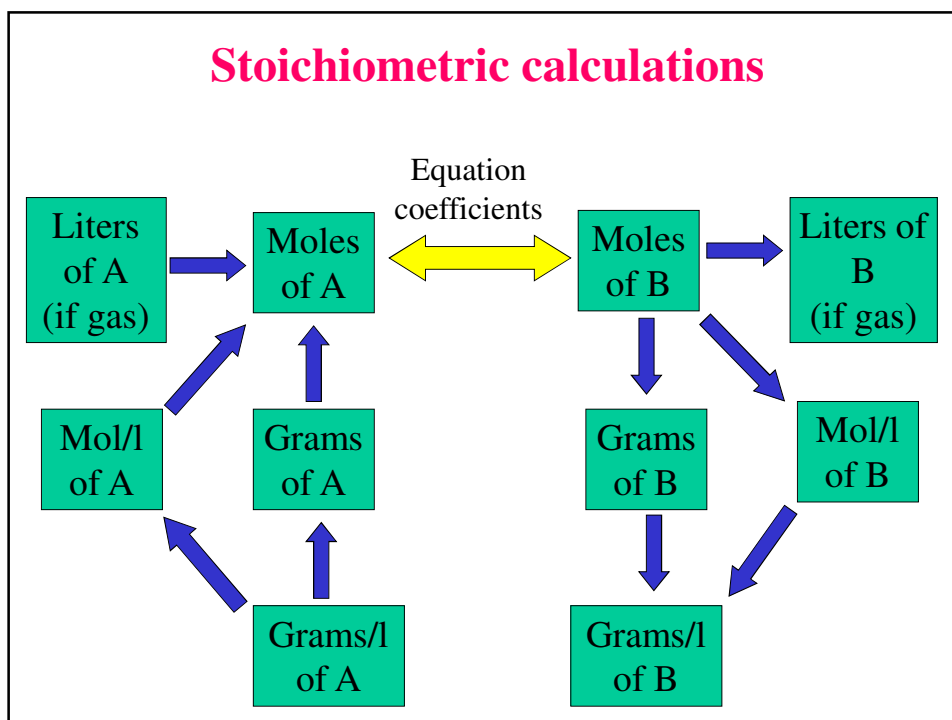 Stoichiometric calculations
Equation
coefficients
Liters
of A
(if gas)
Moles
of A
Moles
of B
Liters of
B
(if gas)
Mol/l
of A
Grams
of A
Grams
of B
Mol/l
of B
Grams/l
of A
Grams/l
of B